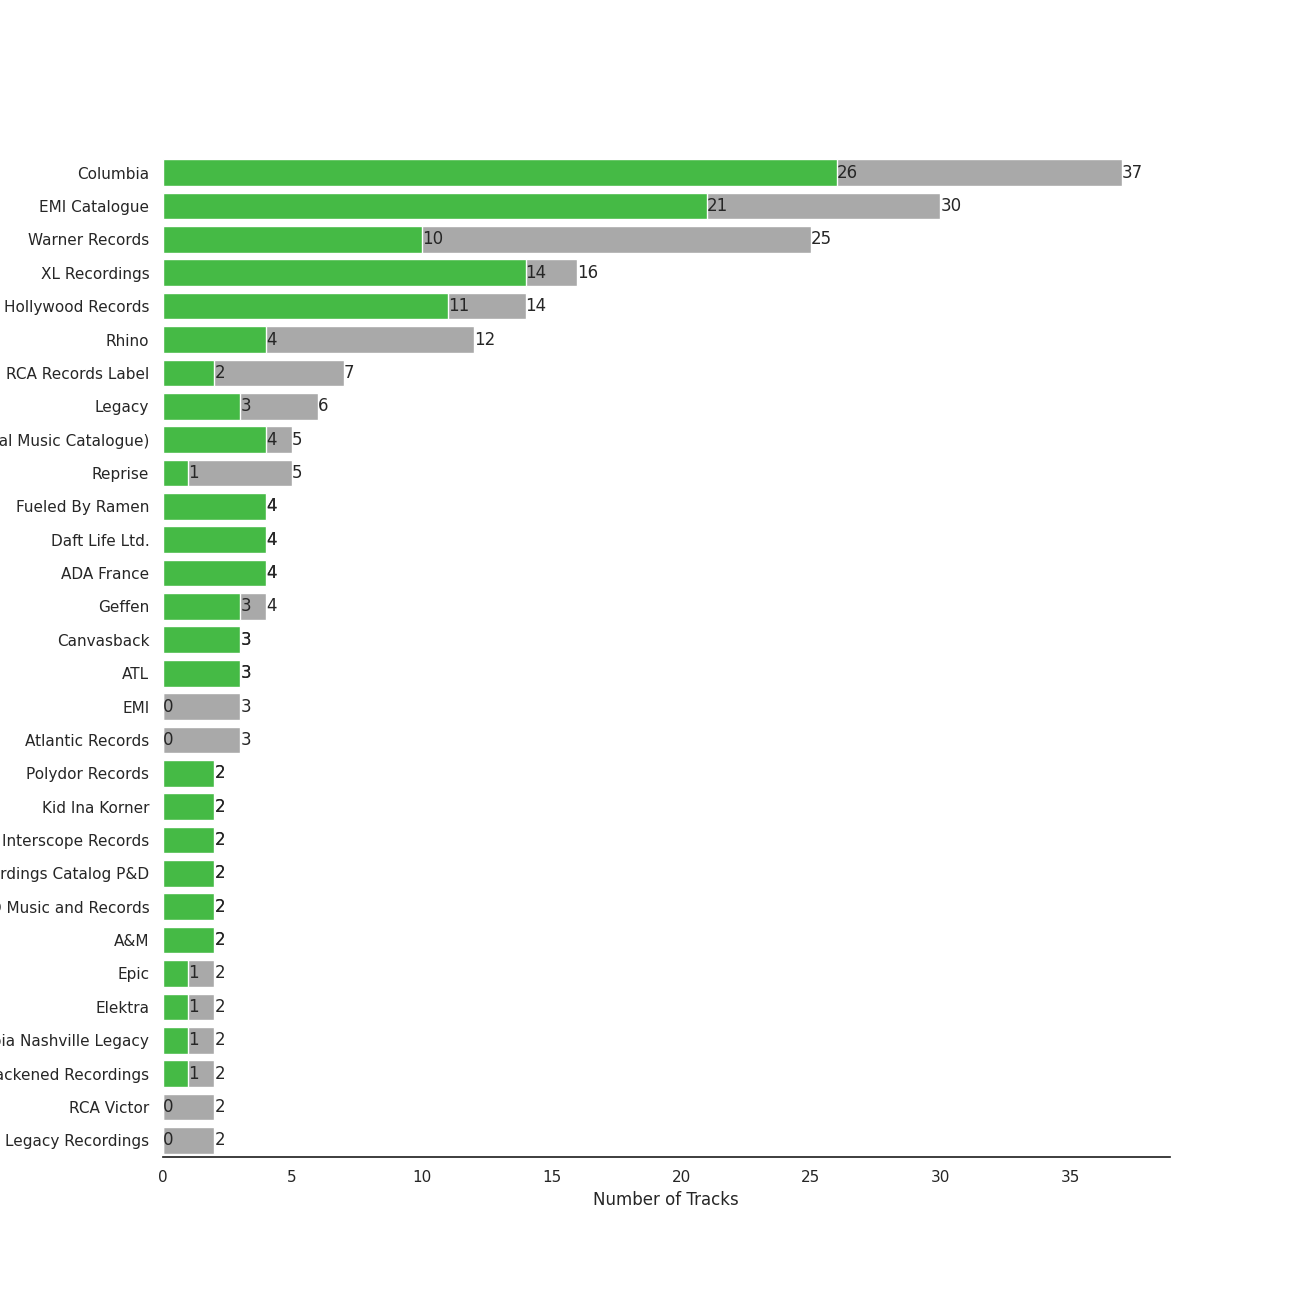 Columbia 26 37
EMI Catalogue 21 30
Warner Records 10 25
XL Recordings 14 16
Hollywood Records 11 14
Rhino 4 12
RCA Records Label 2 7
Legacy 3 6
al Music Catalogue) 4 5
Reprise 1 5
Fueled By Ramen 4
Daft Life Ltd. 4
ADA France 4
Geffen 3 4
Canvasback 3
ATL 3
EMI 0 3
Atlantic Records 0 3
Polydor Records 2
Kid Ina Korner 2
Interscope Records 2
rdings Catalog P&D 2
Music and Records 2
A&M 2
Epic 1 2
Elektra 1 2
ia Nashville Legacy 1 2
ackened Recordings 1 2
RCA Victor 0 2
Legacy Recordings 0 2
0 5 10 15 20 25 30 35
Number of Tracks